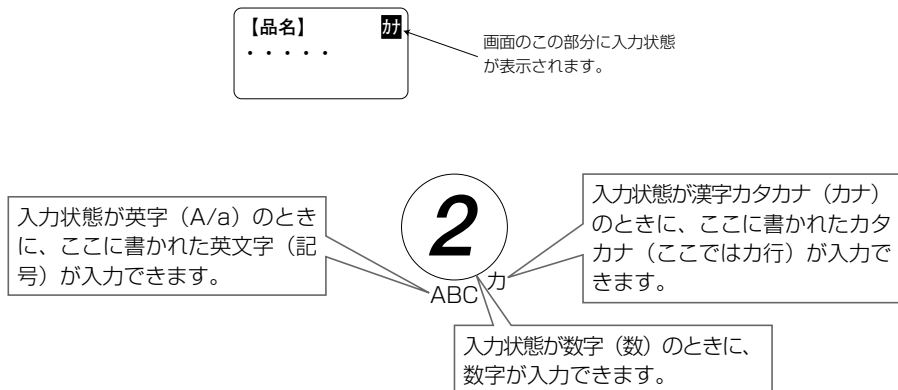 【品名】 カナ
・・・・・
画面のこの部分に入力状態
が表示されます。
入力状態が英字（A/a）のとき
に、ここに書かれた英文字（記
号）が入力できます。
2
ABC
カ
入力状態が漢字カタカナ（カナ）
のときに、ここに書かれたカタ
カナ（ここではカ行）が入力で
きます。
入力状態が数字（数）のときに、
数字が入力できます。